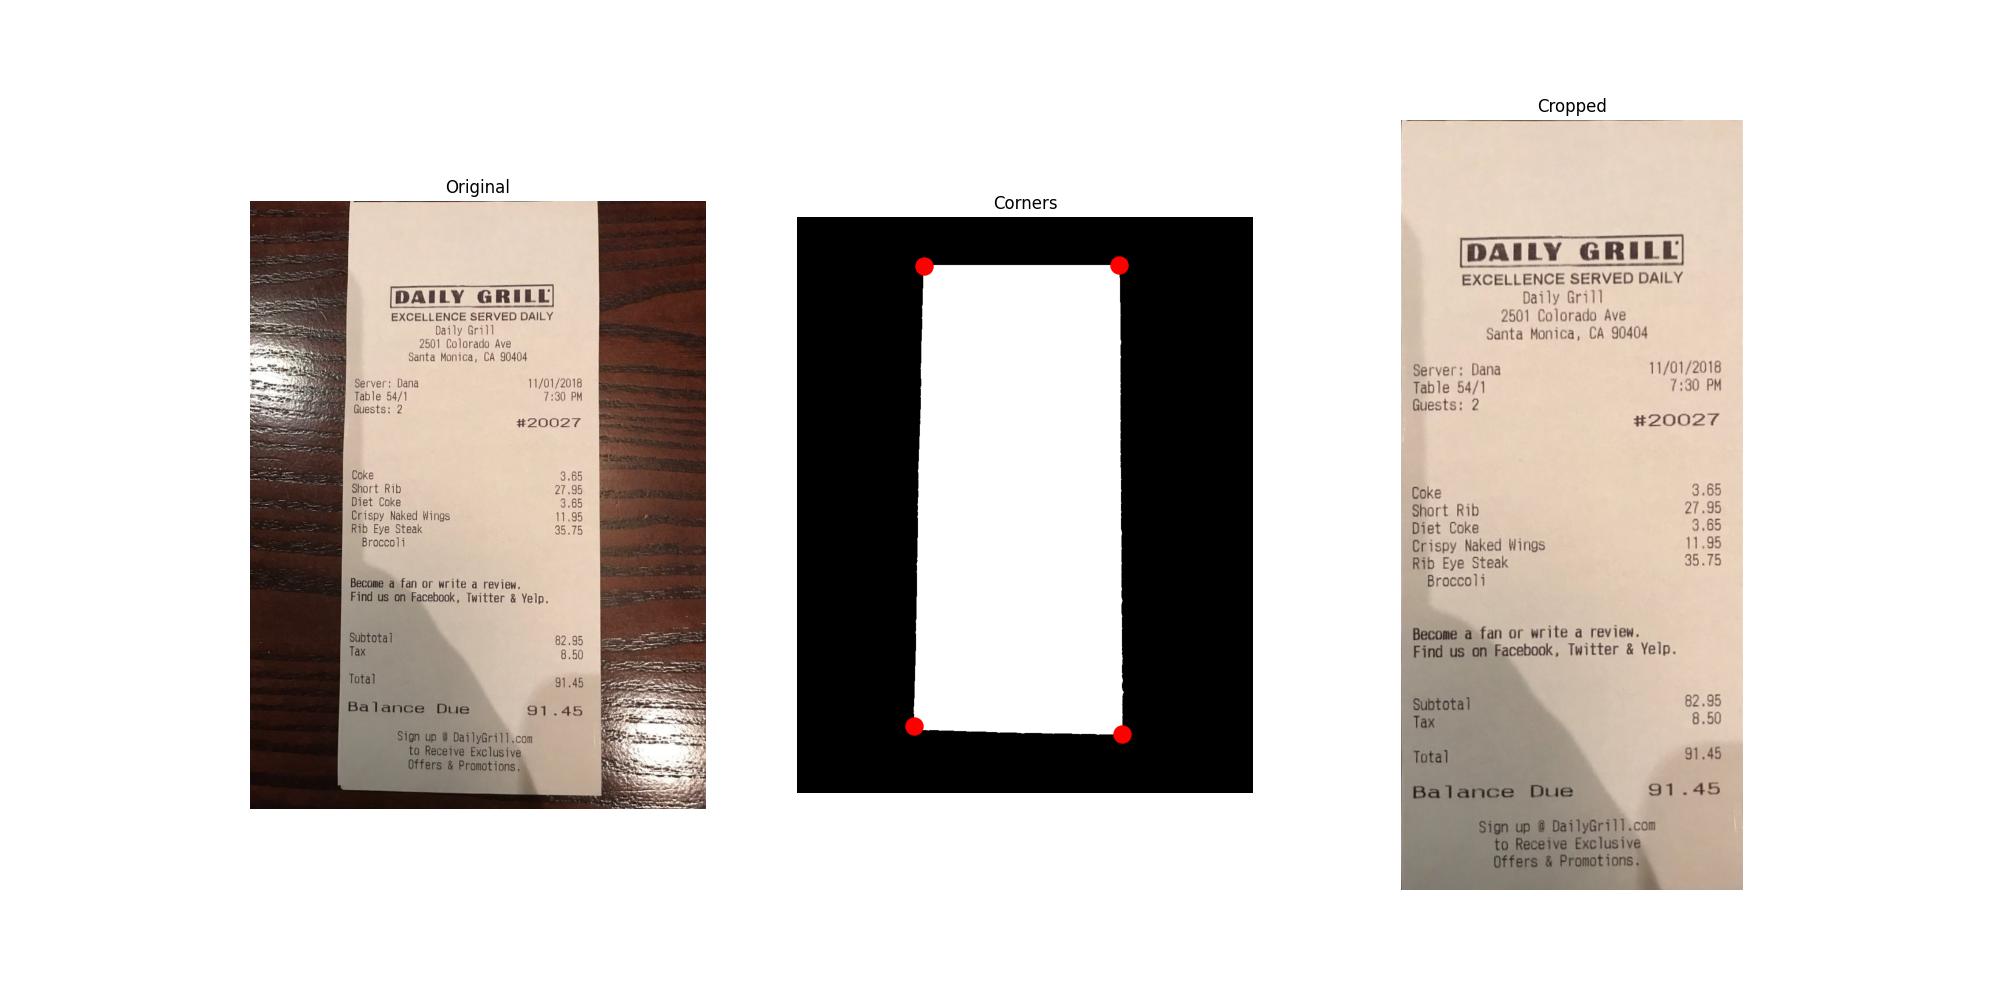 Original
DAILY GRILL
EXCELLENCE SERVED DAILY
Daily Grill
2501 Colorado Ave
Santa Monica, CA 90404
Server: Dana 11/01/2018
Table 54/1 7:30 PM
Guests: 2
#20027
Coke 3.65
Short Rib 27.95
Diet Coke 3.65
Crispy Naked Wings 11.95
Rib Eye Steak 35.75
Broccoli
Become a fan or write a review.
Find us on Facebook, Twitter & Yelp.
Subtotal 82.95
Tax 8.50
Total 91.45
Balance Due 91.45
Sign up @ DailyGrill.com
to Receive Exclusive
Offers & Promotions.
Corners
Cropped
DAILY GRILL
EXCELLENCE SERVED DAILY
Daily Grill
2501 Colorado Ave
Santa Monica, CA 90404
Server: Dana 11/01/2018
Table 54/1 7:30 PM
Guests: 2
#20027
Coke 3.65
Short Rib 27.95
Diet Coke 3.65
Crispy Naked Wings 11.95
Rib Eye Steak 35.75
Broccoli
Become a fan or write a review.
Find us on Facebook, Twitter & Yelp.
Subtotal 82.95
Tax 8.50
Total 91.45
Balance Due 91.45
Sign up @ DailyGrill.com
to Receive Exclusive
Offers & Promotions.